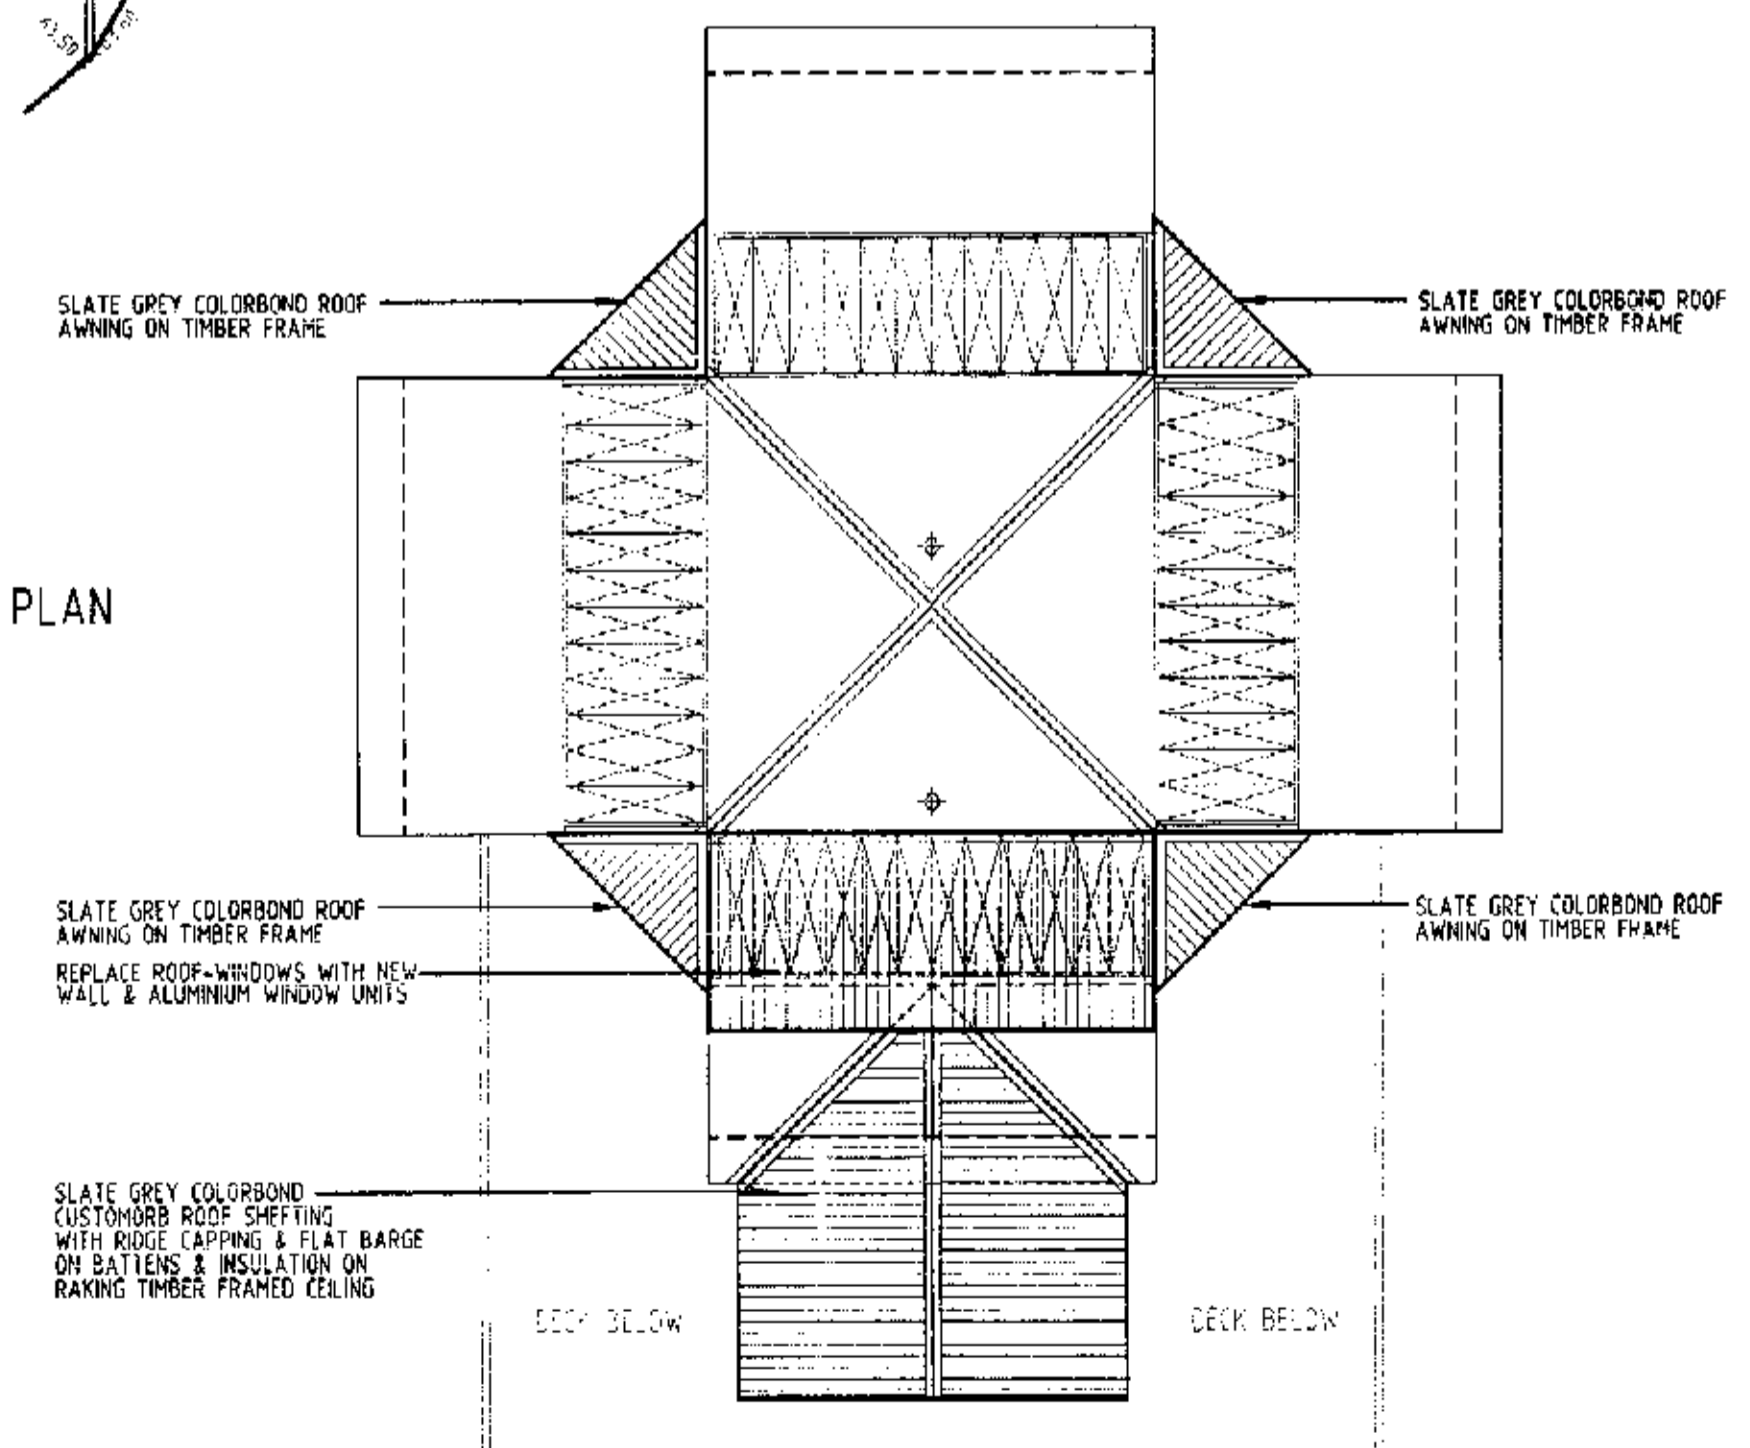 SLATE GREY COLORBOND ROOF
AWNING ON TIMBER FRAME
SLATE GREY COLORBOND ROOF
AWNING ON TIMBER FRAME
PLAN
SLATE GREY COLORBOND ROOF
AWNING ON TIMBER FRAME
SLATE GREY COLORBOND ROOF
AWNING ON TIMBER FRAME
REPLACE ROOF-WINDOWS WITH NEW
WALL & ALUMINIUM WINDOW UNITS
SLATE GREY COLORBOND
CUSTOMORB ROOF SHEETING
WITH RIDGE CAPPING & FLAT BARGE
ON BATTENS & INSULATION ON
RAKING TIMBER FRAMED CEILING
DECK BELOW
DECK BELOW